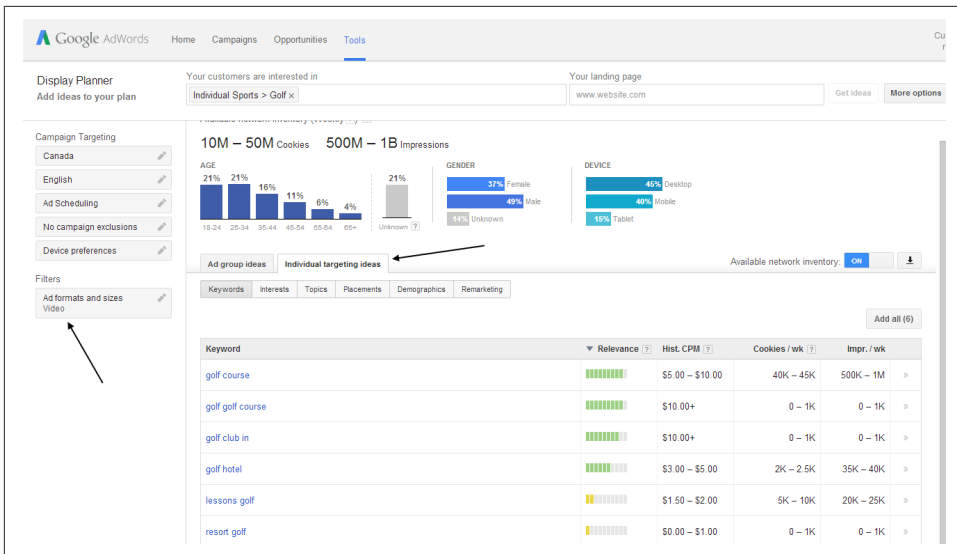 Google AdWords Home Campaigns Opportunities Tools Cu
r
Display Planner
Add ideas to your plan
Your customers are interested in
Individual Sports > Golf ×
Your landing page
www.website.com
Get ideas More options
Campaign Targeting
Canada
English
Ad Scheduling
No campaign exclusions
Device preferences
Filters
Ad formats and sizes
Video
Available network inventory (Weekly ?)
10M – 50M Cookies 500M – 1B Impressions
AGE
21% 21% 16% 11% 6% 4% 21%
18-24 25-34 35-44 45-54 55-64 65+ Unknown ?
GENDER
37% Female
49% Male
14% Unknown
DEVICE
45% Desktop
40% Mobile
15% Tablet
Ad group ideas Individual targeting ideas Available network inventory: ON
Keywords Interests Topics Placements Demographics Remarketing
Add all (6)
Keyword Relevance ? Hist. CPM ? Cookies / wk ? Impr. / wk
golf course $5.00 – $10.00 40K – 45K 500K – 1M »
golf golf course $10.00+ 0 – 1K 0 – 1K »
golf club in $10.00+ 0 – 1K 0 – 1K »
golf hotel $3.00 – $5.00 2K – 2.5K 35K – 40K »
lessons golf $1.50 – $2.00 5K – 10K 20K – 25K »
resort golf $0.00 – $1.00 0 – 1K 0 – 1K »